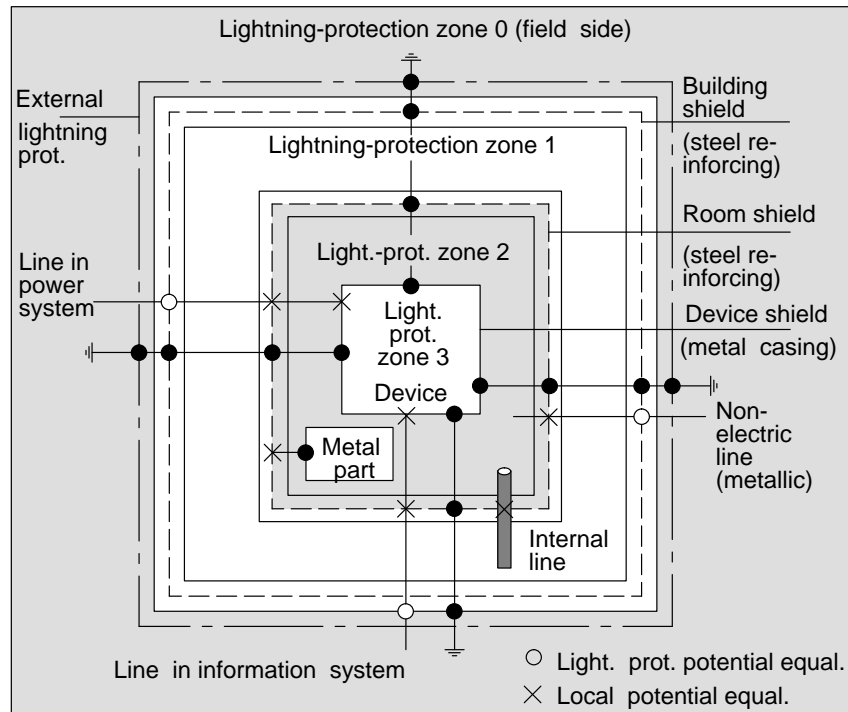 Lightning-protection zone 0 (field side)
External
lightning
prot.
Building
shield
(steel re-
inforcing)
Lightning-protection zone 1
Room shield
(steel re-
inforcing)
Light.-prot. zone 2
Line in
power
system
Light.
prot.
zone 3
Device
Device shield
(metal casing)
Metal
part
Non-
electric
line
(metallic)
Internal
line
Line in information system
Light. prot. potential equal.
Local potential equal.